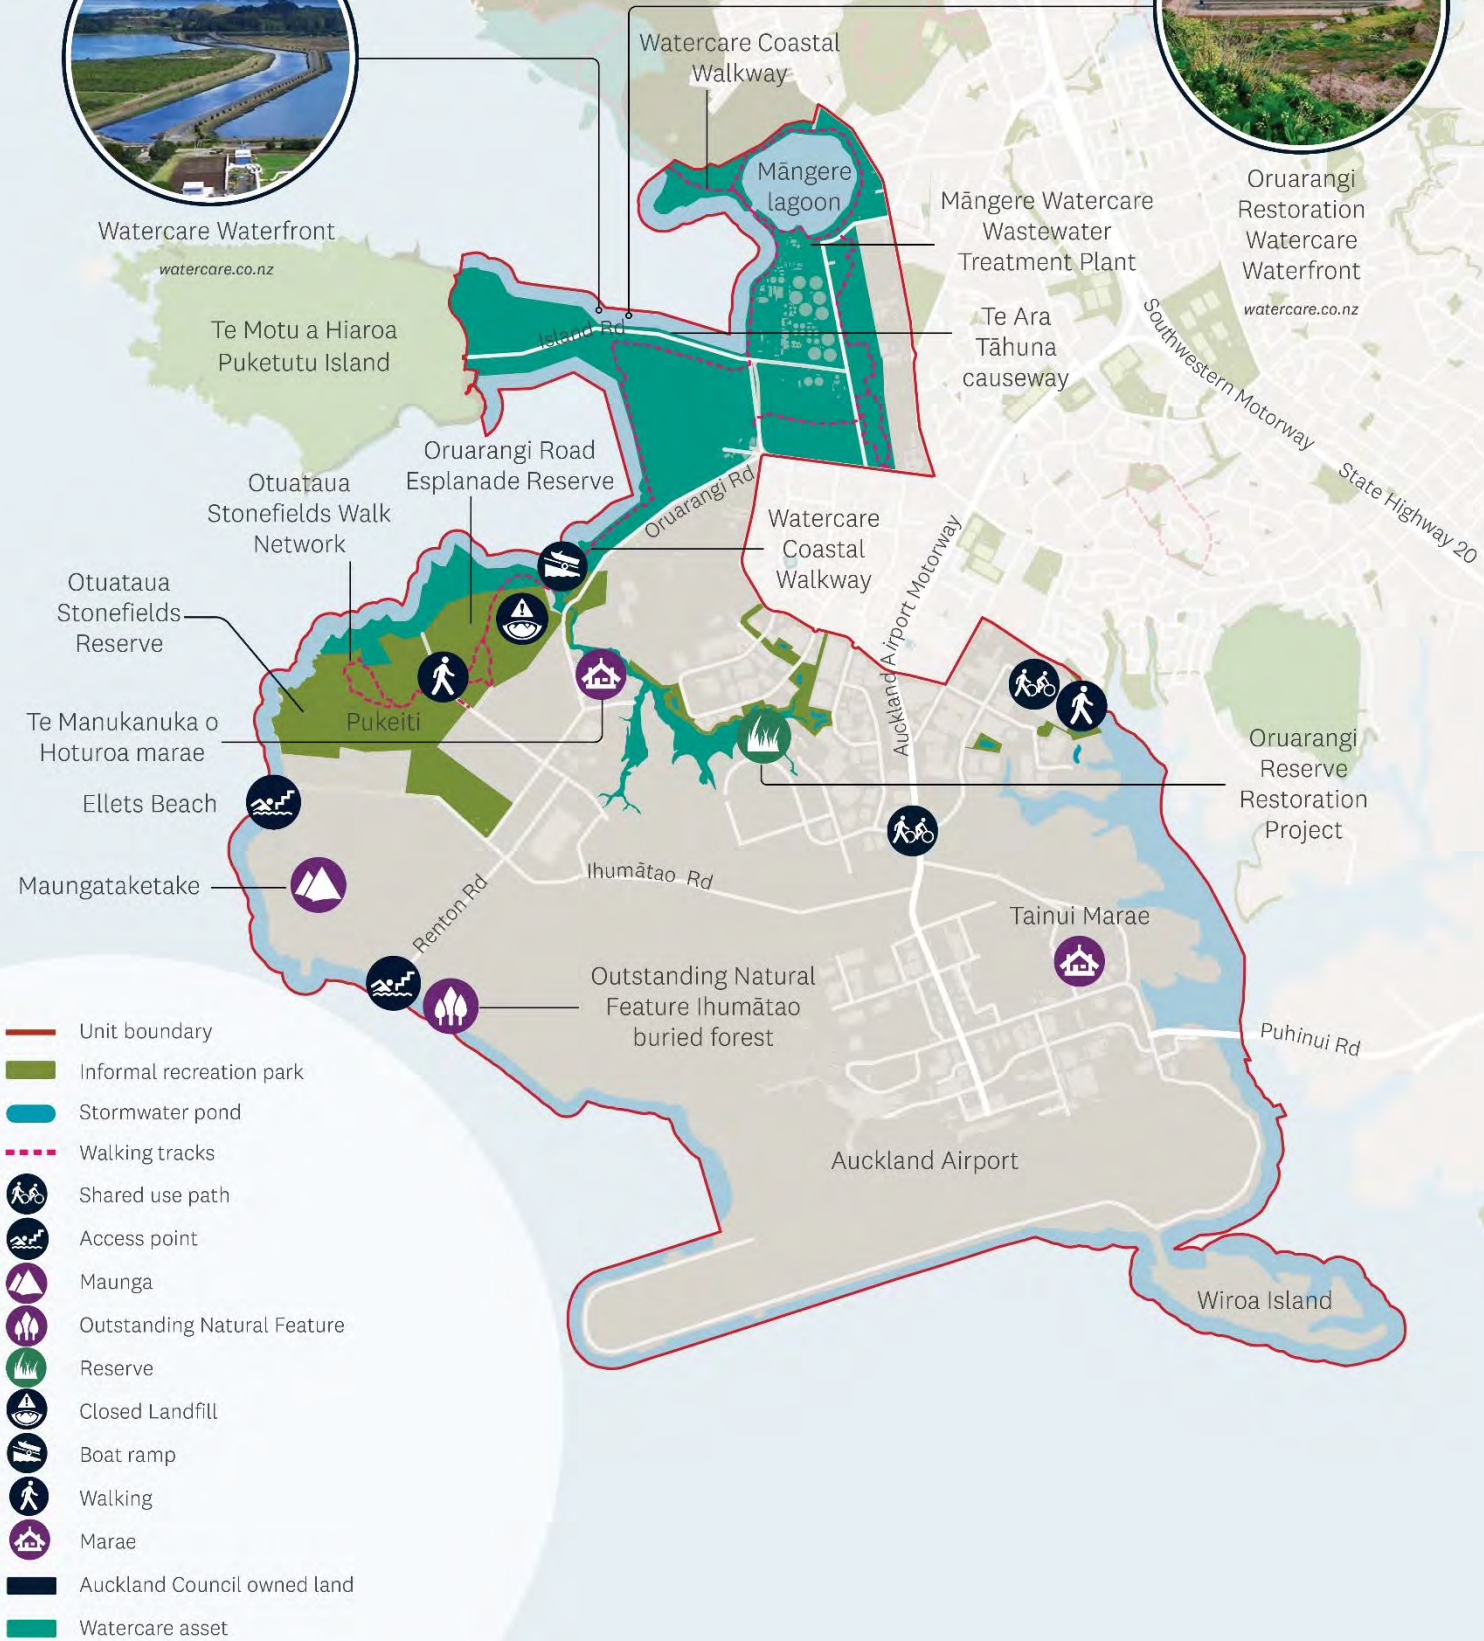 Watercare Coastal
Walkway
Māngere
lagoon
Māngere Watercare
Wastewater
Treatment Plant
Oruarangi
Restoration
Watercare
Waterfront
watercare.co.nz
Watercare Waterfront
watercare.co.nz
Te Motu a Hiaroa
Puketutu Island
Island Rd
Te Ara
Tāhuna
causeway
Southwestern Motorway
State Highway 20
Oruarangi Road
Esplanade Reserve
Otuataua
Stonefields Walk
Network
Oruarangi Rd
Watercare
Coastal
Walkway
Auckland Airport Motorway
Otuataua
Stonefields
Reserve
Te Manukanuka o
Hoturoa marae
Pukeiti
Oruarangi
Reserve
Restoration
Project
Ellets Beach
Maungataketake
Ihumātao Rd
Renton Rd
Tainui Marae
Outstanding Natural
Feature Ihumātao
buried forest
Puhinui Rd
Auckland Airport
Wiroa Island
Unit boundary
Informal recreation park
Stormwater pond
Walking tracks
Shared use path
Access point
Maunga
Outstanding Natural Feature
Reserve
Closed Landfill
Boat ramp
Walking
Marae
Auckland Council owned land
Watercare asset